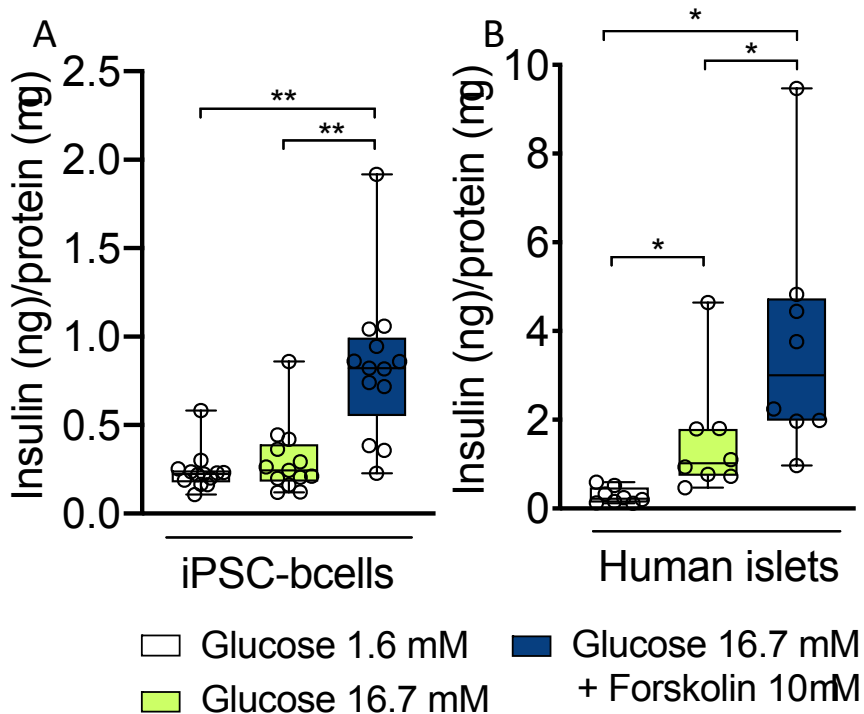 A
Insulin (ng)/protein (mg)
2.5
2.0
1.5
1.0
0.5
0.0
**
**
iPSC-bcells
B
Insulin (ng)/protein (mg)
10
8
6
4
2
0
*
*
*
Human islets
Glucose 1.6 mM
Glucose 16.7 mM
Glucose 16.7 mM
+ Forskolin 10mM